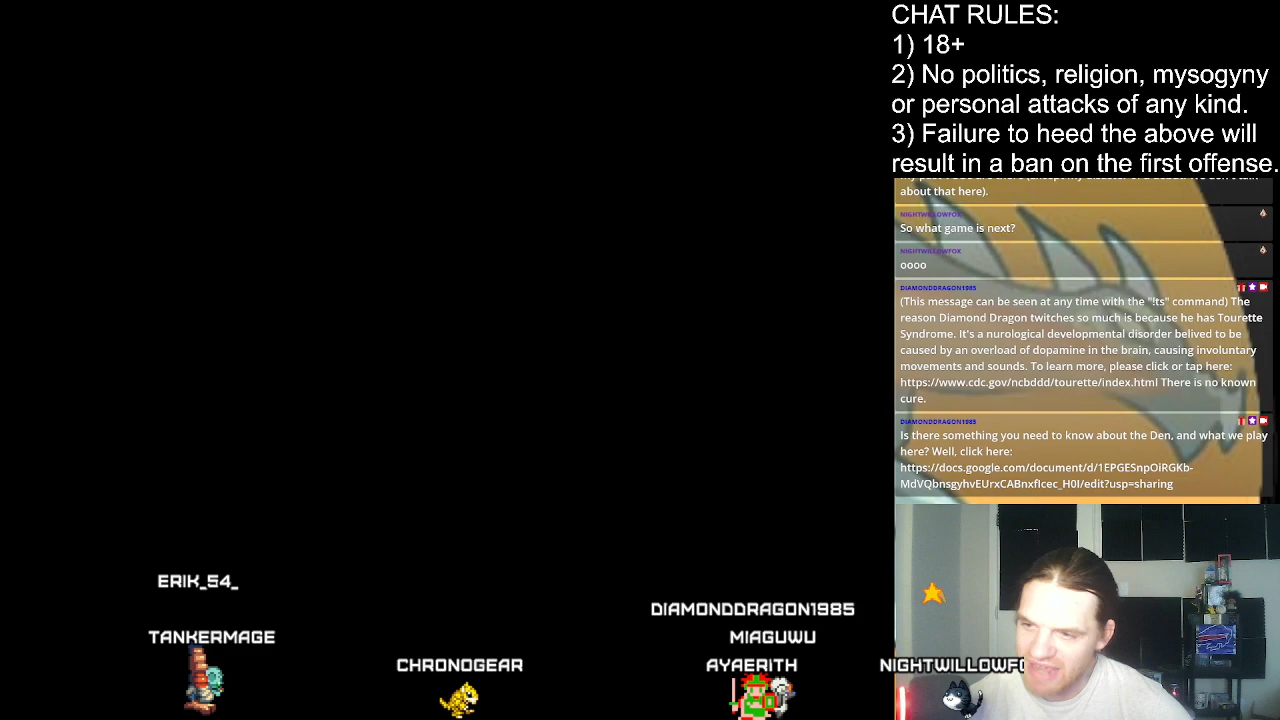 CHAT RULES:
1) 18+
2) No politics, religion, mysogyny
or personal attacks of any kind.
3) Failure to heed the above will
result in a ban on the first offense.
about that here).
NIGHTWILLOWFOX
So what game is next?
NIGHTWILLOWFOX
oooo
DIAMONDDRAGON1985
(This message can be seen at any time with the "!ts" command) The
reason Diamond Dragon twitches so much is because he has Tourette
Syndrome. It's a nurological developmental disorder belived to be
caused by an overload of dopamine in the brain, causing involuntary
movements and sounds. To learn more, please click or tap here:
https://www.cdc.gov/ncbddd/tourette/index.html There is no known
cure.
DIAMONDDRAGON1985
Is there something you need to know about the Den, and what we play
here? Well, click here:
https://docs.google.com/document/d/1EPGESnpOiRGKb-
MdVQbnsgyhvEUrxCABnxfIcec_H0I/edit?usp=sharing
ERIK_54_
DIAMONDDRAGON1985
TANKERMAGE
MIAGUWU
CHRONOGEAR
AYAERITH
NIGHTWILLOWFO